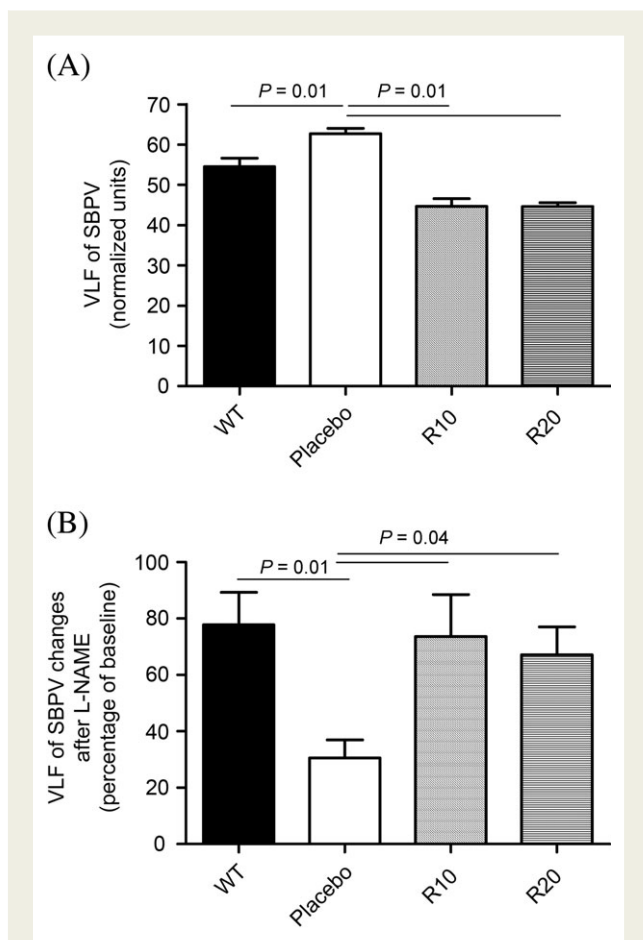 (A)
P = 0.01
P = 0.01
VLF of SBPV
(normalized units)
70
60
50
40
30
20
10
0
WT
Placebo
R10
R20
(B)
P = 0.04
P = 0.01
VLF of SBPV changes
after L-NAME
(percentage of baseline)
100
80
60
40
20
0
WT
Placebo
R10
R20